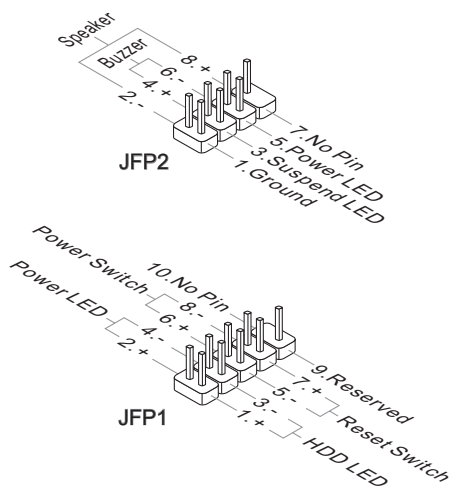 Speaker
Buzzer
8.+
6.-
4.+
2.-
7.No Pin
5.Power LED
3.Suspend LED
1.Ground
JFP2
Power Switch
Power LED
10.No Pin
8.-
6.+
4.-
2.+
9.Reserved
7.+
5.-
3.-
1.+
Reset Switch
HDD LED
JFP1